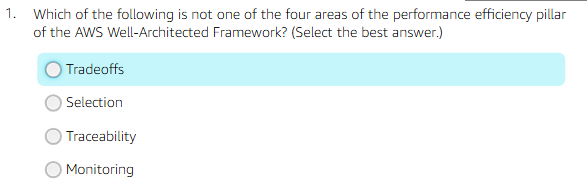 1. Which of the following is not one of the four areas of the performance efficiency pillar
of the AWS Well-Architected Framework? (Select the best answer.)
Tradeoffs
Selection
Traceability
Monitoring